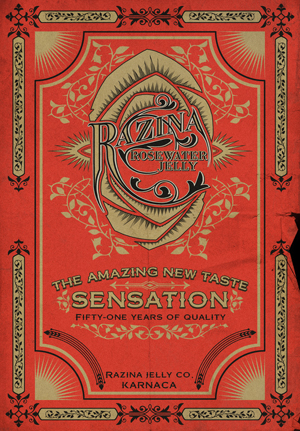 RAZINA
ROSEWATER
JELLY
THE AMAZING NEW TASTE
SENSATION
FIFTY-ONE YEARS OF QUALITY
RAZINA JELLY CO.
KARNACA